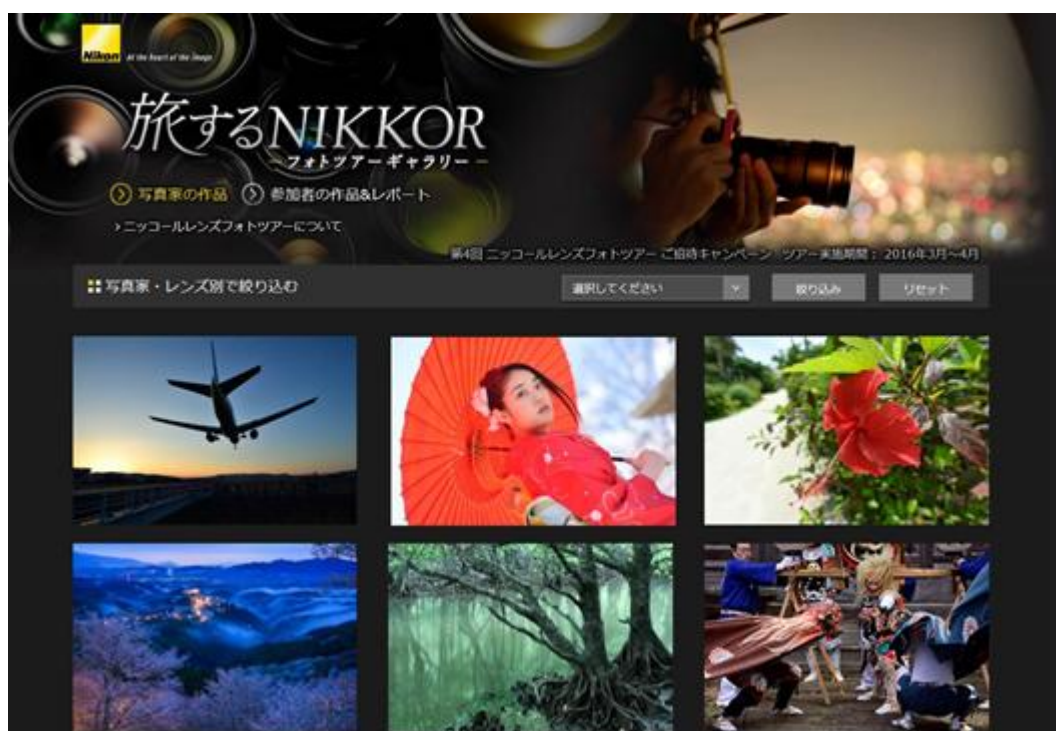 Nikon At the heart of the image
旅するNIKKOR
フォトツアーギャラリー
写真家の作品 参加者の作品&レポート
ニッコールレンズフォトツアーについて
第4回 ニッコールレンズフォトツアー ご招待キャンペーン ツアー実施期間： 2016年3月～4月
写真家・レンズ別で絞り込む 選択してください 絞り込み リセット